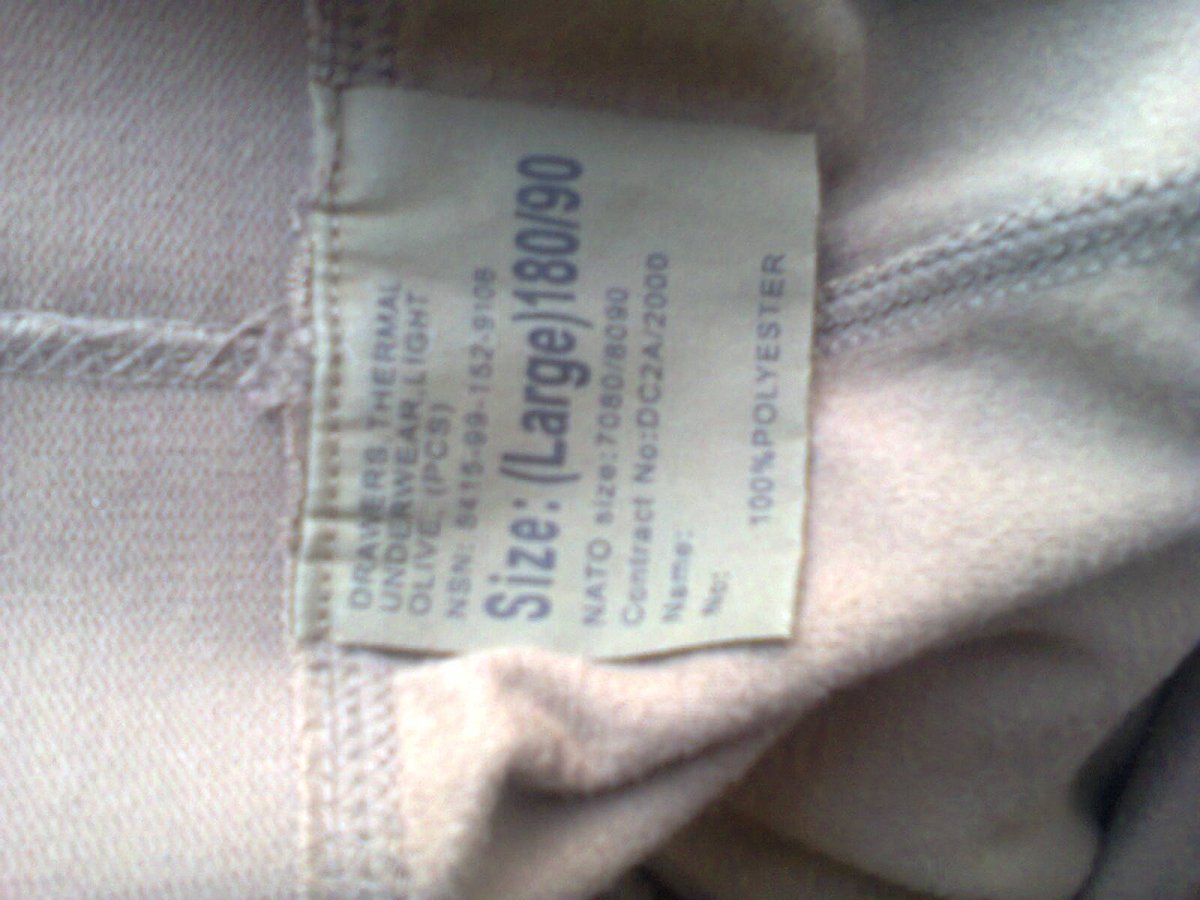 DRAWERS, THERMAL
UNDERWEAR, LIGHT
OLIVE, (PCS)
NSN: 8415-99-152-9106
Size: (Large)180/90
NATO size:7080/8090
Contract No:DC2A/2000
Name:
No:
100%POLYESTER